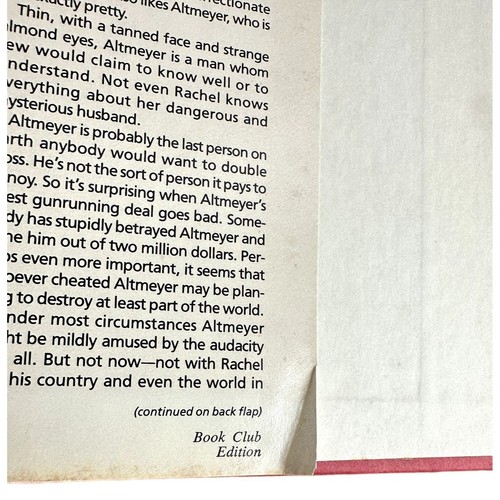 likes Altmeyer, who is
pretty.
Thin, with a tanned face and strange
almond eyes, Altmeyer is a man whom
ew would claim to know well or to
nderstand. Not even Rachel knows
verything about her dangerous and
ysterious husband.
Altmeyer is probably the last person on
arth anybody would want to double
oss. He's not the sort of person it pays to
noy. So it's surprising when Altmeyer's
est gunrunning deal goes bad. Some-
dy has stupidly betrayed Altmeyer and
ne him out of two million dollars. Per-
ps even more important, it seems that
oever cheated Altmeyer may be plan-
g to destroy at least part of the world.
nder most circumstances Altmeyer
ht be mildly amused by the audacity
all. But not now—not with Rachel
his country and even the world in
(continued on back flap)
Book Club
Edition